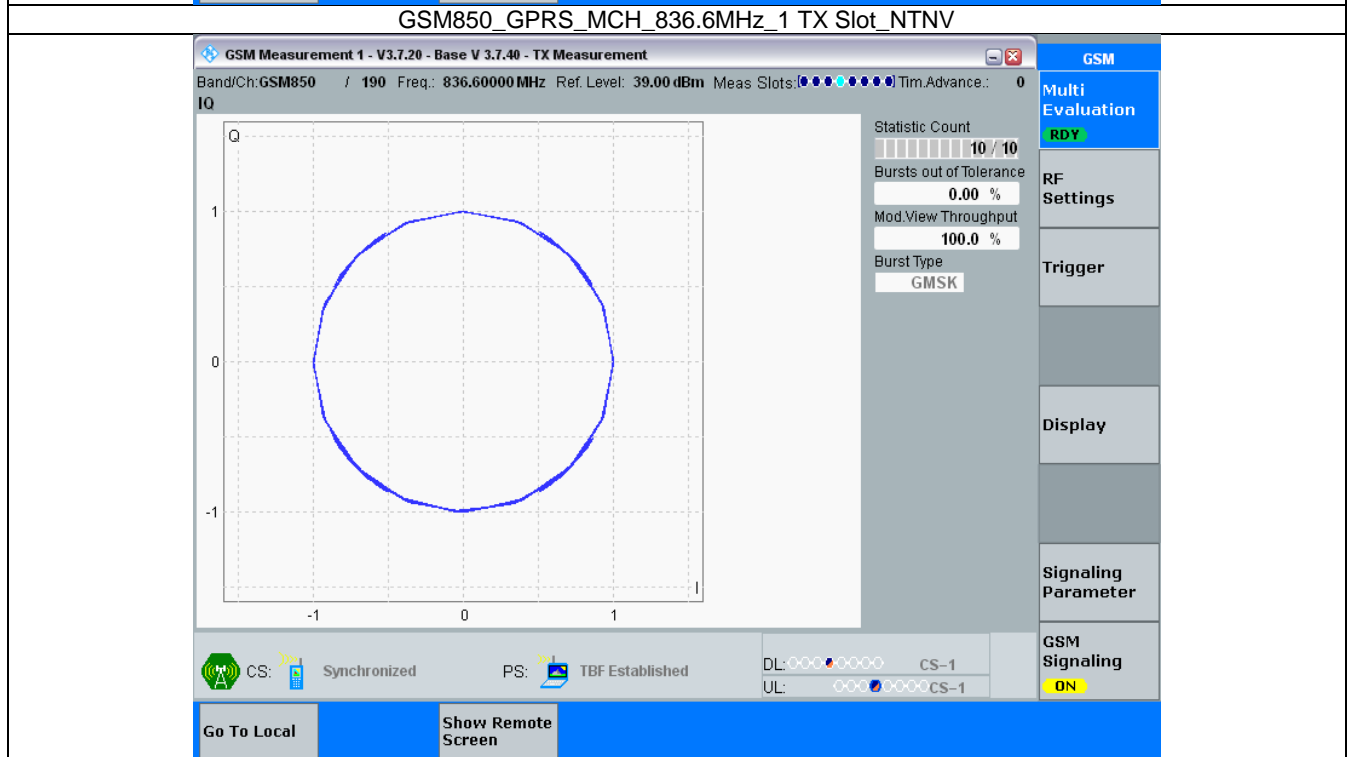 GSM850_GPRS_MCH_836.6MHz_1 TX Slot_NTNV
GSM Measurement 1 - V3.7.20 - Base V 3.7.40 - TX Measurement
GSM
Band/Ch:GSM850 / 190 Freq.: 836.60000 MHz Ref. Level: 39.00 dBm Meas Slots:[ ] Tim.Advance.: 0
IQ
Multi
Evaluation
RDY
Q
Statistic Count
10 / 10
Bursts out of Tolerance
0.00 %
Mod.View Throughput
100.0 %
Burst Type
GMSK
RF
Settings
Trigger
1
0
-1
I
-1 0 1
Display
Signaling
Parameter
GSM
Signaling
ON
CS: Synchronized PS: TBF Established
DL: CS-1
UL: CS-1
Go To Local
Show Remote
Screen